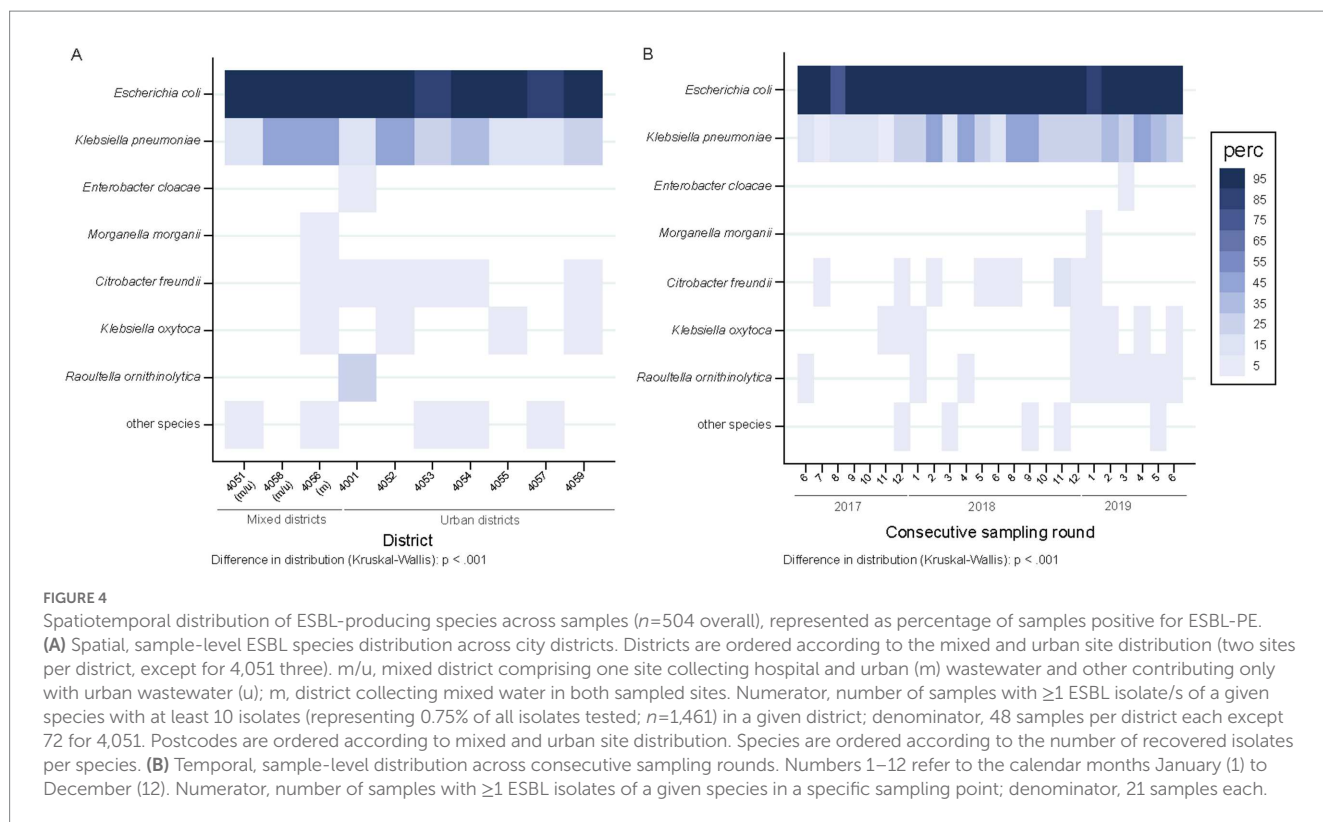 A
Escherichia coli
Klebsiella pneumoniae
Enterobacter cloacae
Morganella morganii
Citrobacter freundii
Klebsiella oxytoca
Raoultella ornithinolytica
other species
4051 (m/u)
4058 (m/u)
4056 (m)
4001
4052
4053
4054
4055
4057
4059
Mixed districts
Urban districts
District
Difference in distribution (Kruskal-Wallis): p < .001
B
Escherichia coli
Klebsiella pneumoniae
Enterobacter cloacae
Morganella morganii
Citrobacter freundii
Klebsiella oxytoca
Raoultella ornithinolytica
other species
6 7 8 9 10 11 12 1 2 3 4 5 6 7 8 9 10 11 12 1 2 3 4 5 6
2017 2018 2019
Consecutive sampling round
Difference in distribution (Kruskal-Wallis): p < .001
perc
95
85
75
65
55
45
35
25
15
5
FIGURE 4
Spatiotemporal distribution of ESBL-producing species across samples (n=504 overall), represented as percentage of samples positive for ESBL-PE.
(A) Spatial, sample-level ESBL species distribution across city districts. Districts are ordered according to the mixed and urban site distribution (two sites
per district, except for 4,051 three). m/u, mixed district comprising one site collecting hospital and urban (m) wastewater and other contributing only
with urban wastewater (u); m, district collecting mixed water in both sampled sites. Numerator, number of samples with ≥1 ESBL isolate/s of a given
species with at least 10 isolates (representing 0.75% of all isolates tested; n=1,461) in a given district; denominator, 48 samples per district each except
72 for 4,051. Postcodes are ordered according to mixed and urban site distribution. Species are ordered according to the number of recovered isolates
per species. (B) Temporal, sample-level distribution across consecutive sampling rounds. Numbers 1–12 refer to the calendar months January (1) to
December (12). Numerator, number of samples with ≥1 ESBL isolates of a given species in a specific sampling point; denominator, 21 samples each.